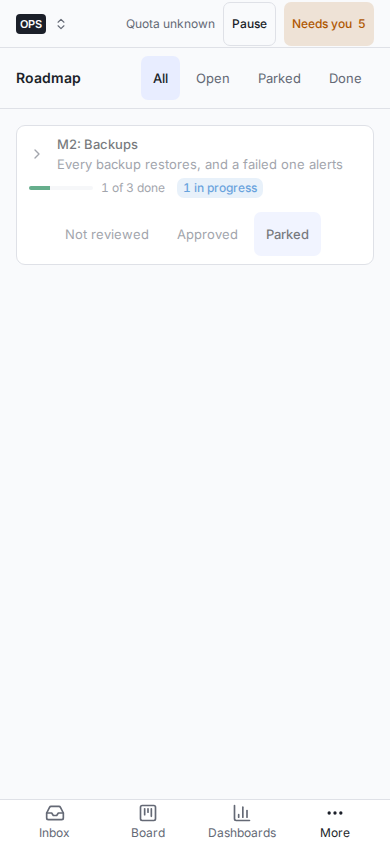 OPS Quota unknown Pause Needs you 5
Roadmap All Open Parked Done
M2: Backups
Every backup restores, and a failed one alerts
1 of 3 done 1 in progress
Not reviewed Approved Parked
Inbox Board Dashboards More